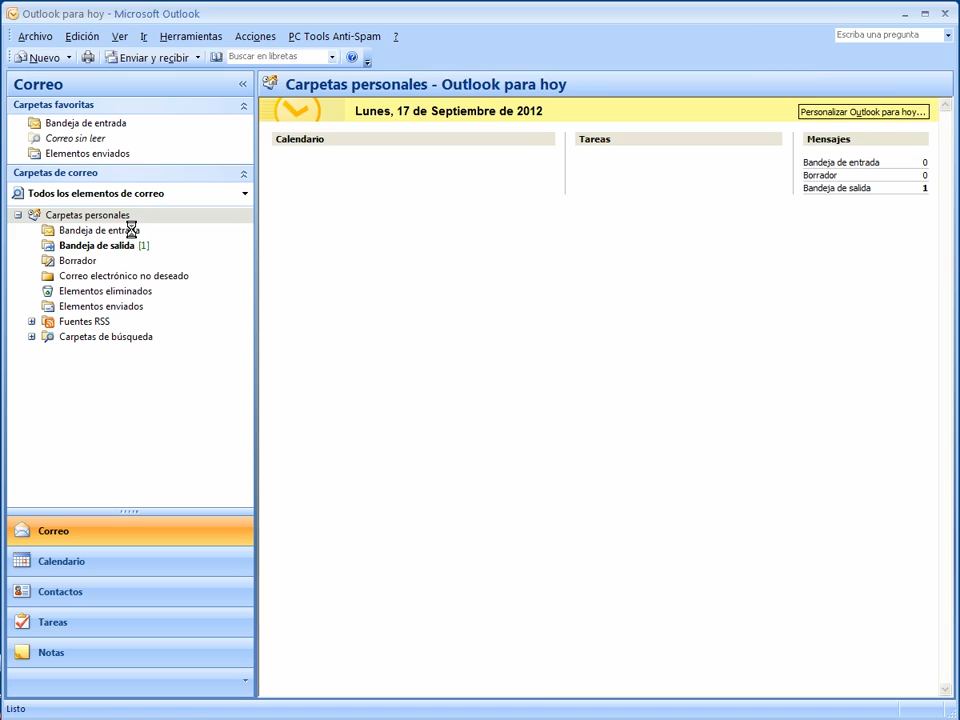 Outlook para hoy - Microsoft Outlook
Archivo Edición Ver Ir Herramientas Acciones PC Tools Anti-Spam ?
Escriba una pregunta
Nuevo Enviar y recibir Buscar en libretas
Correo «
Carpetas favoritas
Bandeja de entrada
Correo sin leer
Elementos enviados
Carpetas de correo
Todos los elementos de correo
Carpetas personales
Bandeja de entrada
Bandeja de salida [1]
Borrador
Correo electrónico no deseado
Elementos eliminados
Elementos enviados
Fuentes RSS
Carpetas de búsqueda
Correo
Calendario
Contactos
Tareas
Notas
Carpetas personales - Outlook para hoy
Lunes, 17 de Septiembre de 2012
Personalizar Outlook para hoy...
Calendario
Tareas
Mensajes
Bandeja de entrada 0
Borrador 0
Bandeja de salida 1
Listo